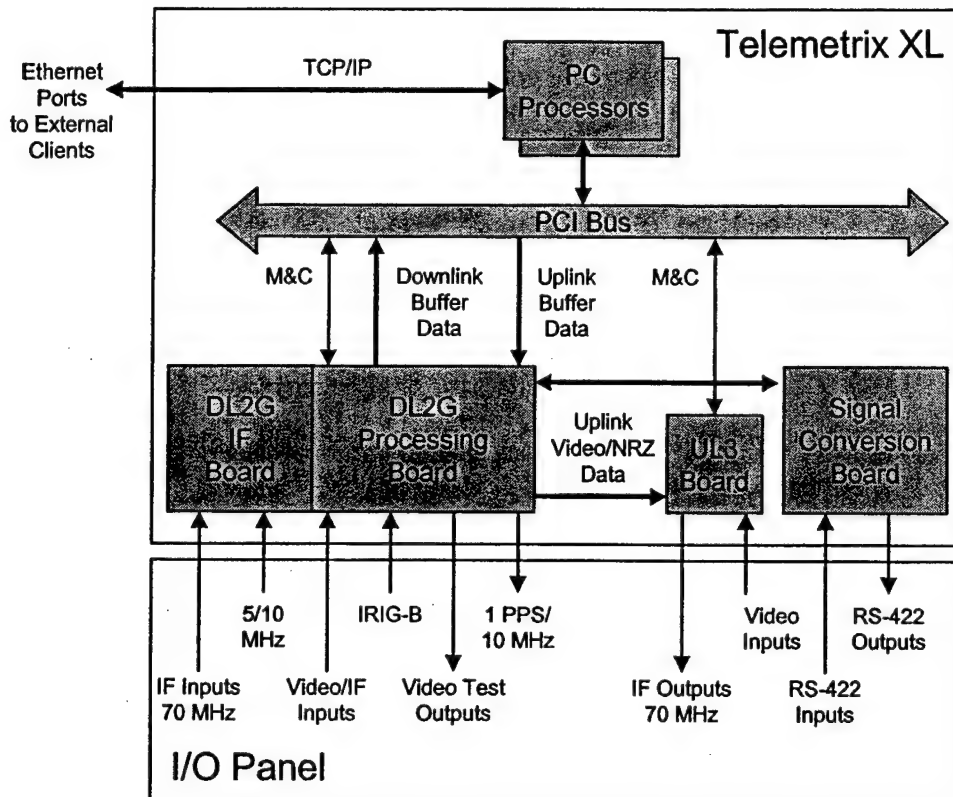 Telemetrix XL
Ethernet
Ports
to External
Clients
TCP/IP
PC
Processors
PCI Bus
M&C
Downlink
Buffer
Data
Uplink
Buffer
Data
M&C
DL2G
IF
Board
DL2G
Processing
Board
Uplink
Video/NRZ
Data
UL3
Board
Signal
Conversion
Board
5/10
MHz
IRIG-B
1 PPS/
10 MHz
Video
Inputs
RS-422
Outputs
IF Inputs
70 MHz
Video/IF
Inputs
Video Test
Outputs
IF Outputs
70 MHz
RS-422
Inputs
I/O Panel